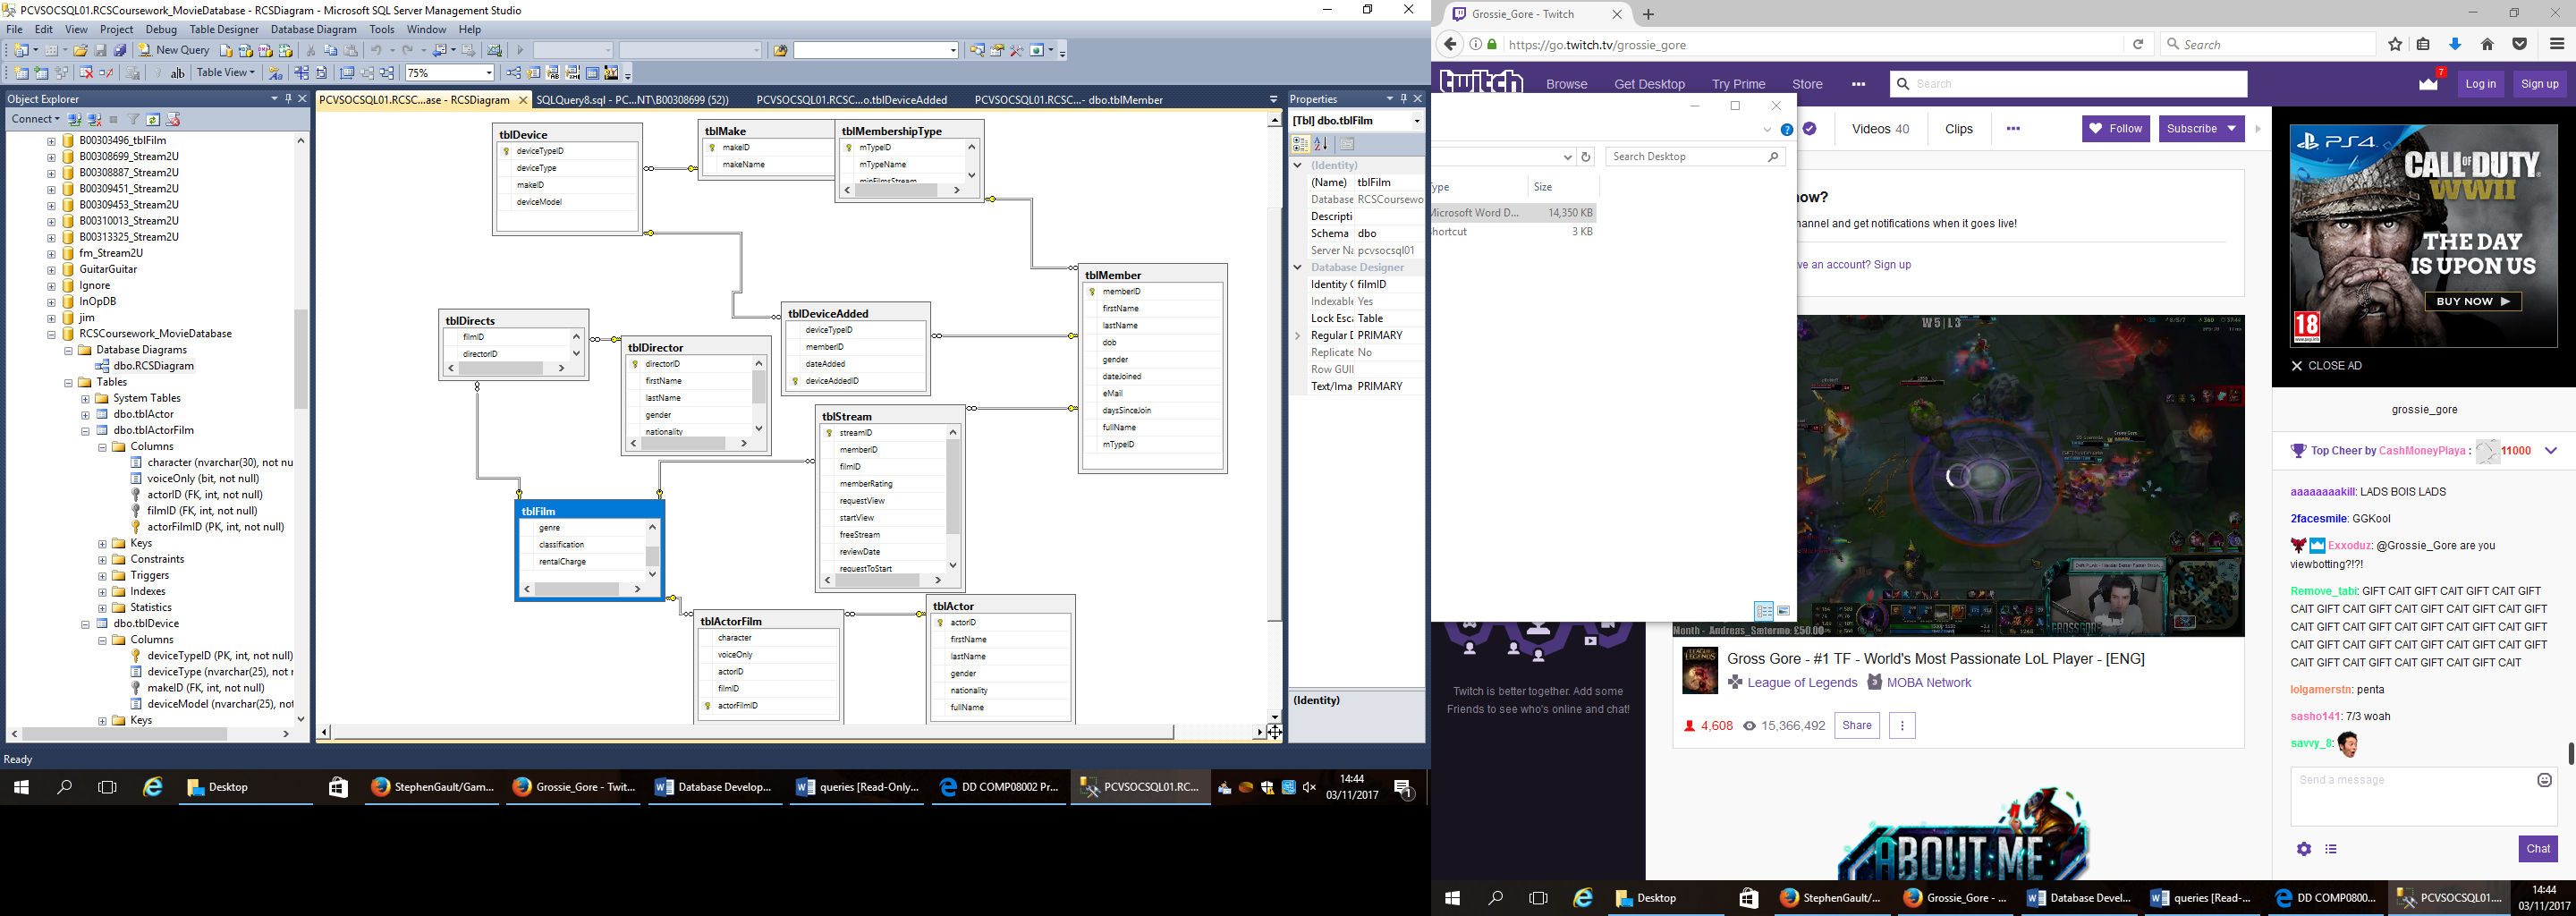 PCVSOCSQL01.RCSCoursework_MovieDatabase - RCSDiagram - Microsoft SQL Server Management Studio
File Edit View Project Debug Table Designer Database Diagram Tools Window Help
New Query
Table View 75%
Object Explorer
Connect
B00303496_tblFilm
B00308699_Stream2U
B00308887_Stream2U
B00309451_Stream2U
B00309453_Stream2U
B00310013_Stream2U
B00313325_Stream2U
fm_Stream2U
GuitarGuitar
Ignore
InOpDB
jim
RCSCoursework_MovieDatabase
Database Diagrams
dbo.RCSDiagram
Tables
System Tables
dbo.tblActor
dbo.tblActorFilm
Columns
character (nvarchar(30), not nu
voiceOnly (bit, not null)
actorID (FK, int, not null)
filmID (FK, int, not null)
actorFilmID (PK, int, not null)
Keys
Constraints
Triggers
Indexes
Statistics
dbo.tblDevice
Columns
deviceTypeID (PK, int, not null)
deviceType (nvarchar(25), not r
makeID (FK, int, not null)
deviceModel (nvarchar(25), not
Keys
PCVSOCSQL01.RCSC...ase - RCSDiagram
SQLQuery8.sql - PC...NT\B00308699 (52))
PCVSOCSQL01.RCSC...o.tblDeviceAdded
PCVSOCSQL01.RCSC...- dbo.tblMember
tblDevice
deviceTypeID
deviceType
makeID
deviceModel
tblMake
makeID
makeName
tblMembershipType
mTypeID
mTypeName
minFilmsStream
tblMember
memberID
firstName
lastName
dob
gender
dateJoined
eMail
daysSinceJoin
fullName
mTypeID
tblDirects
filmID
directorID
tblDirector
directorID
firstName
lastName
gender
nationality
tblDeviceAdded
deviceTypeID
memberID
dateAdded
deviceAddedID
tblStream
streamID
memberID
filmID
memberRating
requestView
startView
freeStream
reviewDate
requestToStart
tblFilm
genre
classification
rentalCharge
tblActorFilm
character
voiceOnly
actorID
filmID
actorFilmID
tblActor
actorID
firstName
lastName
gender
nationality
fullName
Properties
[Tbl] dbo.tblFilm
(Identity)
(Name) tblFilm
Database RCSCoursewo
Descripti
Schema dbo
Server Na pcvsocsql01
Database Designer
Identity C filmID
Indexable Yes
Lock Esca Table
Regular D PRIMARY
Replicate No
Row GUII
Text/Ima PRIMARY
(Identity)
Ready
Desktop
StephenGault/Gam...
Grossie_Gore - Twit...
Database Develop...
queries [Read-Only...
DD COMP08002 Pr...
PCVSOCSQL01.RC...
14:44
03/11/2017
1
Grossie_Gore - Twitch
https://go.twitch.tv/grossie_gore
Search
twitch Browse Get Desktop Try Prime Store Search 7 Log in Sign up
Videos 40 Clips Follow Subscribe
Search Desktop
Type Size
Microsoft Word D... 14,350 KB
Shortcut 3 KB
now?
hannel and get notifications when it goes live!
ve an account? Sign up
W5 | L3
Month - Andreas_Smtermo: £50.00
Twitch is better together. Add some
Friends to see who's online and chat!
LEAGUE OF LEGENDS
Gross Gore - #1 TF - World's Most Passionate LoL Player - [ENG]
League of Legends MOBA Network
4,608 15,366,492 Share
ABOUT ME
PS4
CALL OF DUTY
WWII
THE DAY
IS UPON US
BUY NOW
18
CLOSE AD
grossie_gore
Top Cheer by CashMoneyPlaya : 11000
aaaaaaaakill: LADS BOIS LADS
2facesmile: GGKool
Exxoduz: @Grossie_Gore are you
viewbotting?!?!
Remove_tabi: GIFT CAIT GIFT CAIT GIFT CAIT GIFT
CAIT GIFT CAIT GIFT CAIT GIFT CAIT GIFT CAIT GIFT
CAIT GIFT CAIT GIFT CAIT GIFT CAIT GIFT CAIT GIFT
CAIT GIFT CAIT GIFT CAIT GIFT CAIT GIFT CAIT GIFT
CAIT GIFT CAIT GIFT CAIT GIFT CAIT GIFT CAIT
lolgamerstn: penta
sasho141: 7/3 woah
savvy_8:
Send a message
Chat
Desktop
StephenGault/...
Grossie_Gore - ...
Database Devel...
queries [Read-...
DD COMP0800...
PCVSOCSQL01....
14:44
03/11/2017